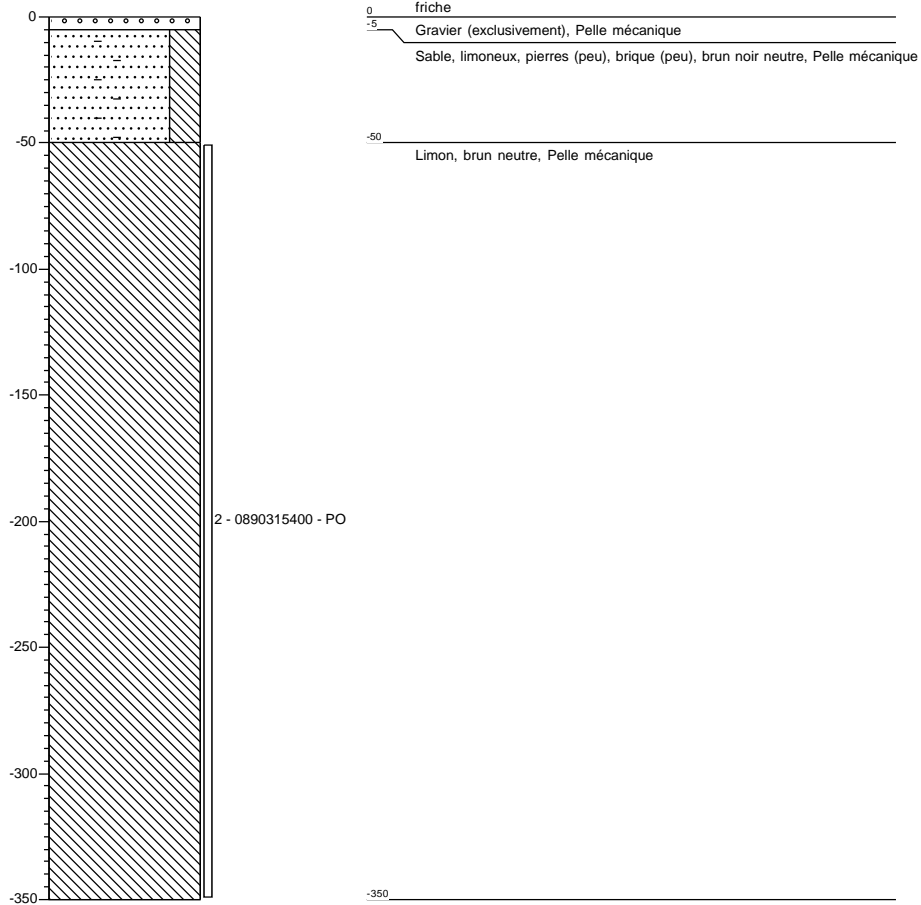 0
-50
-100
-150
-200
-250
-300
-350
2 - 0890315400 - PO
0
friche
-5
Gravier (exclusivement), Pelle mécanique
Sable, limoneux, pierres (peu), brique (peu), brun noir neutre, Pelle mécanique
-50
Limon, brun neutre, Pelle mécanique
-350